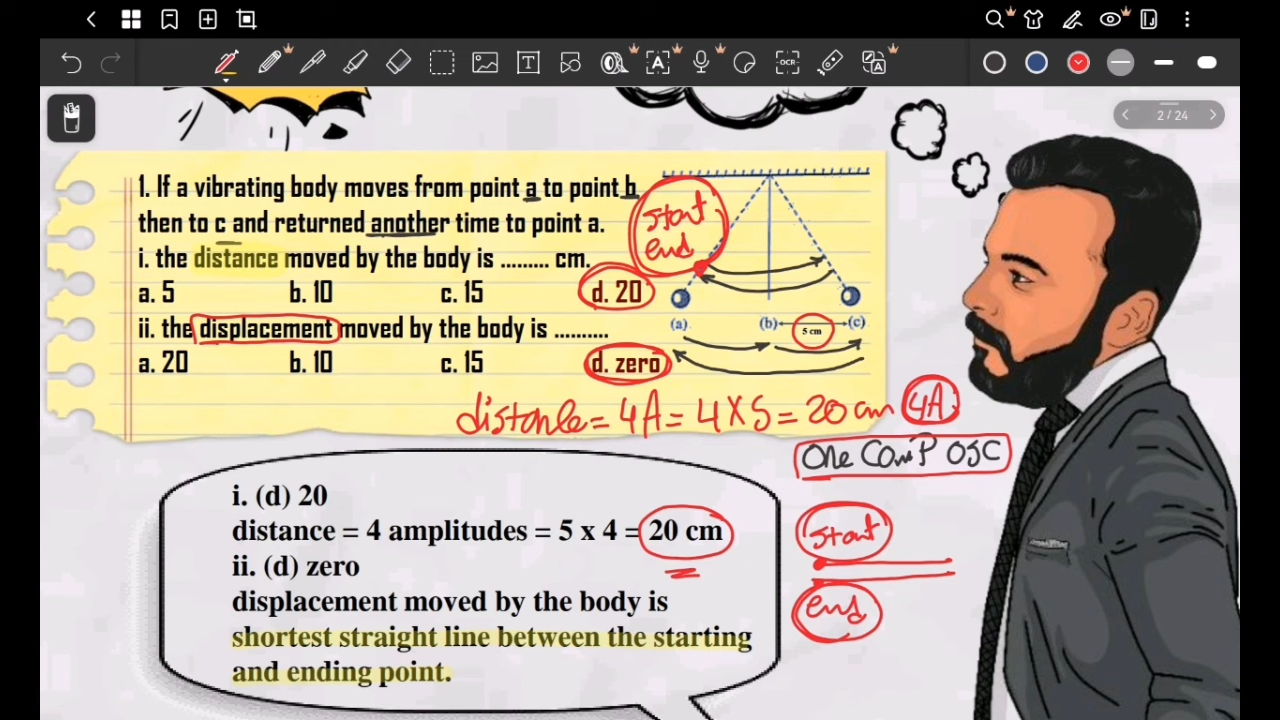 2 / 24
1. If a vibrating body moves from point a to point b,
then to c and returned another time to point a.
i. the distance moved by the body is ......... cm.
a. 5 b. 10 c. 15 d. 20
ii. the displacement moved by the body is ..........
a. 20 b. 10 c. 15 d. zero
start
end
(a) (b) 5 cm (c)
distance = 4A = 4 X 5 = 20 cm 4A
One Comp OSC
i. (d) 20
distance = 4 amplitudes = 5 x 4 = 20 cm
ii. (d) zero
displacement moved by the body is
shortest straight line between the starting
and ending point.
start
end
OCR